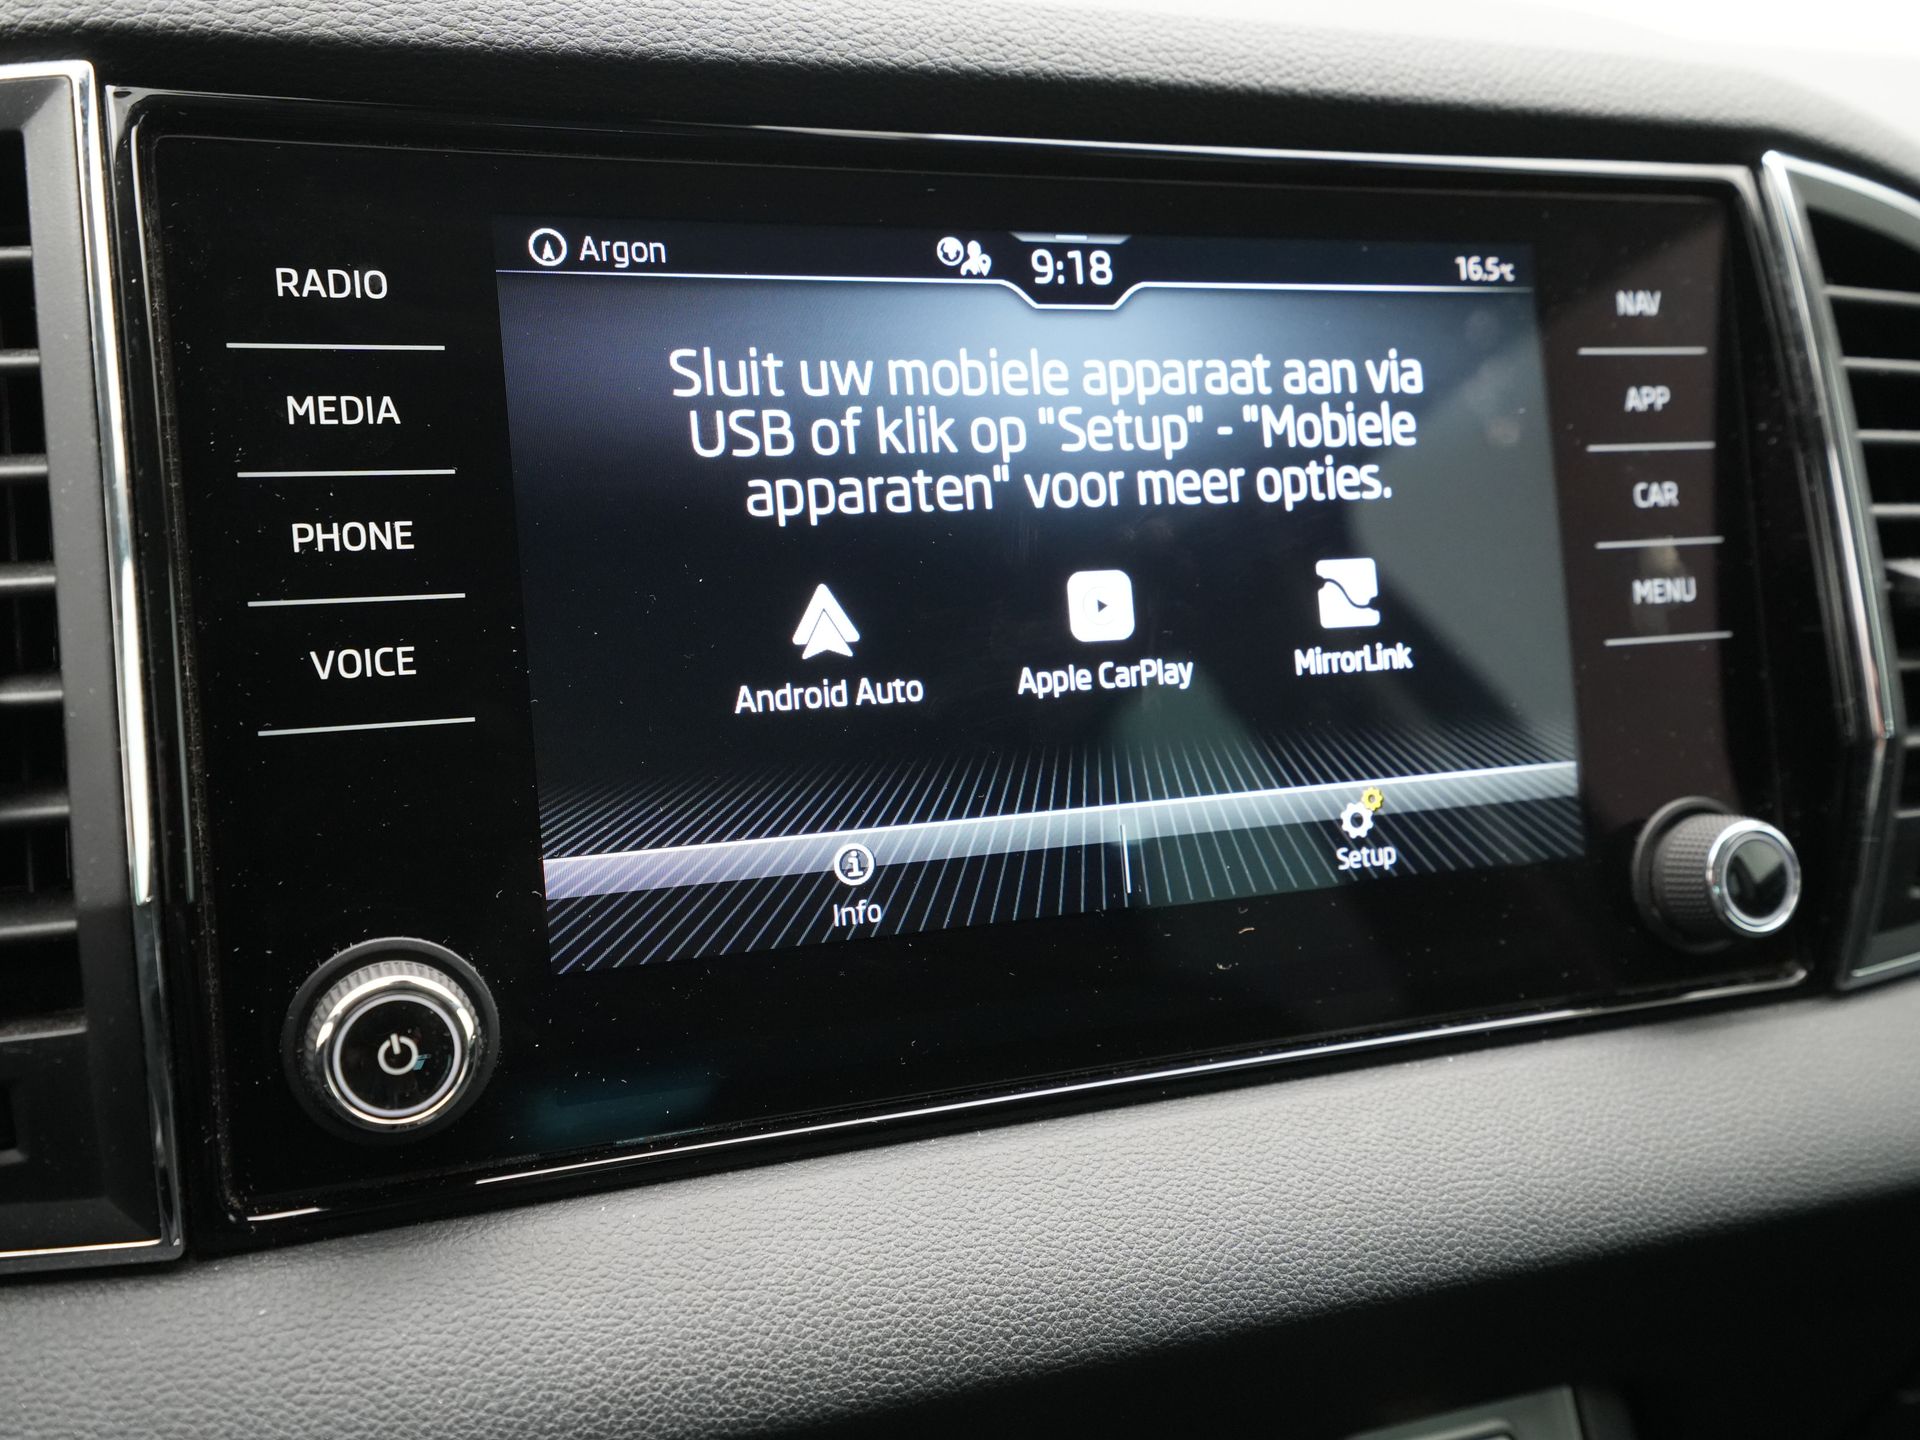 RADIO
MEDIA
PHONE
VOICE
Argon
9:18
16.5°C
Sluit uw mobiele apparaat aan via
USB of klik op "Setup" - "Mobiele
apparaten" voor meer opties.
Android Auto
Apple CarPlay
MirrorLink
Info
Setup
NAV
APP
CAR
MENU